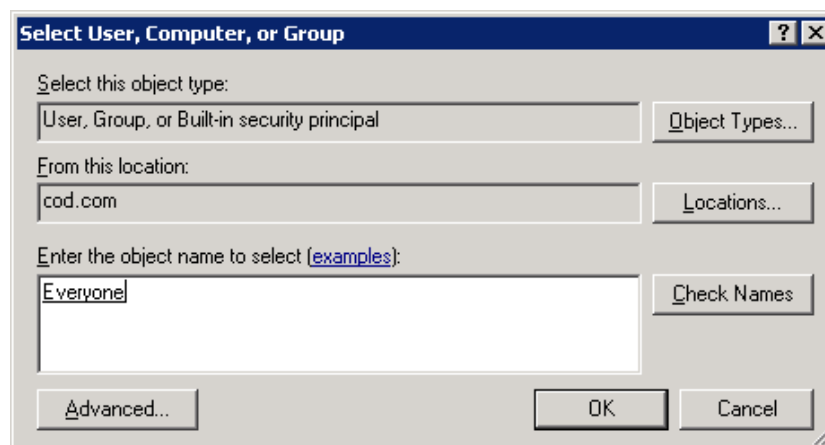 Select User, Computer, or Group
Select this object type:
User, Group, or Built-in security principal
Object Types...
From this location:
cod.com
Locations...
Enter the object name to select (examples):
Everyone
Check Names
Advanced...
OK
Cancel